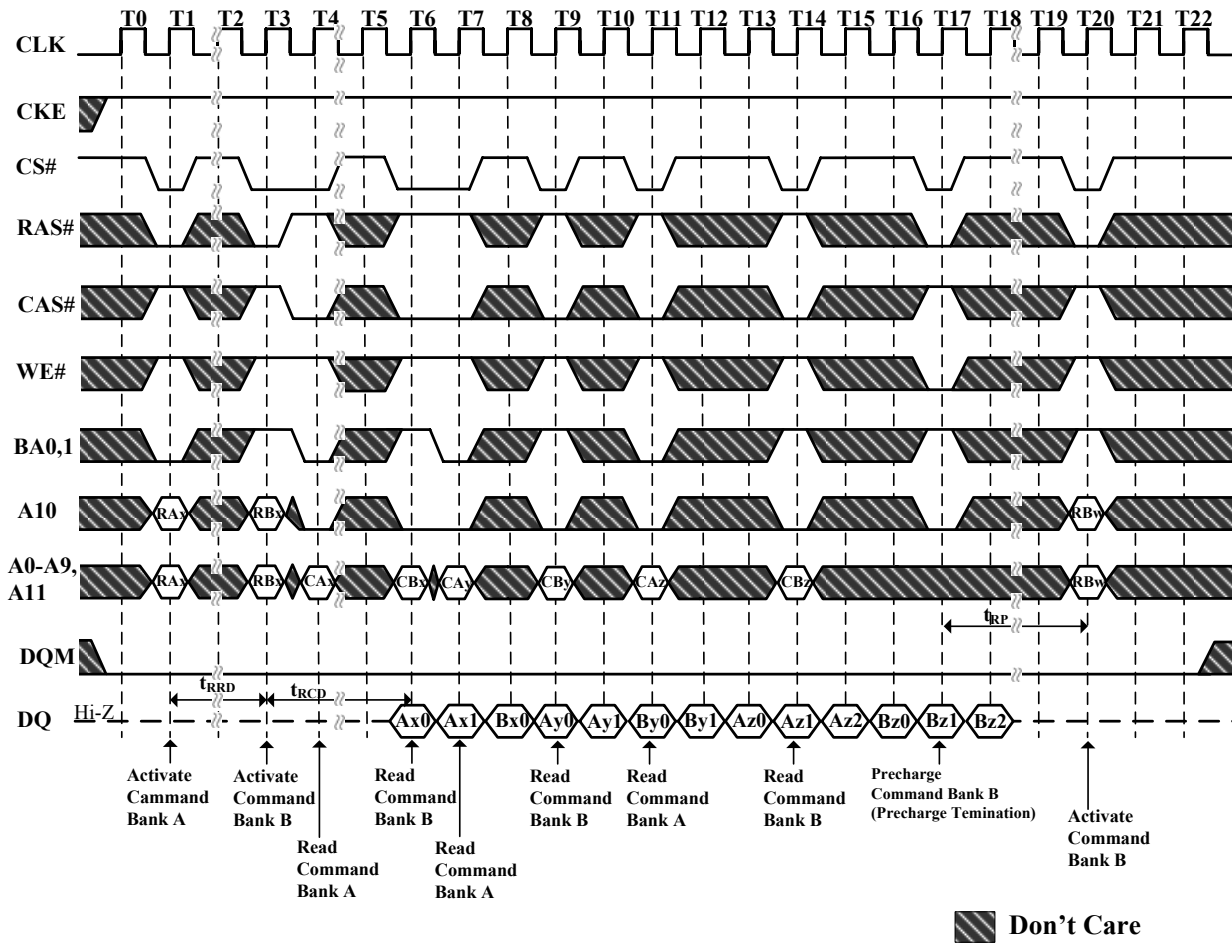 T0 T1 T2 T3 T4 T5 T6 T7 T8 T9 T10 T11 T12 T13 T14 T15 T16 T17 T18 T19 T20 T21 T22
CLK
CKE
CS#
RAS#
CAS#
WE#
BA0,1
A10 RAx RBx RBw
A0-A9,
A11
RAx RBx CAx CBx CAy CBy CAz CBz RBw
tRP
DQM
tRRD tRCD
DQ Hi-Z Ax0 Ax1 Bx0 Ay0 Ay1 By0 By1 Az0 Az1 Az2 Bz0 Bz1 Bz2
Activate
Cammand
Bank A
Activate
Command
Bank B
Read
Command
Bank A
Read
Command
Bank B
Read
Command
Bank A
Read
Command
Bank B
Read
Command
Bank A
Read
Command
Bank B
Precharge
Command Bank B
(Precharge Temination)
Activate
Command
Bank B
Don't Care